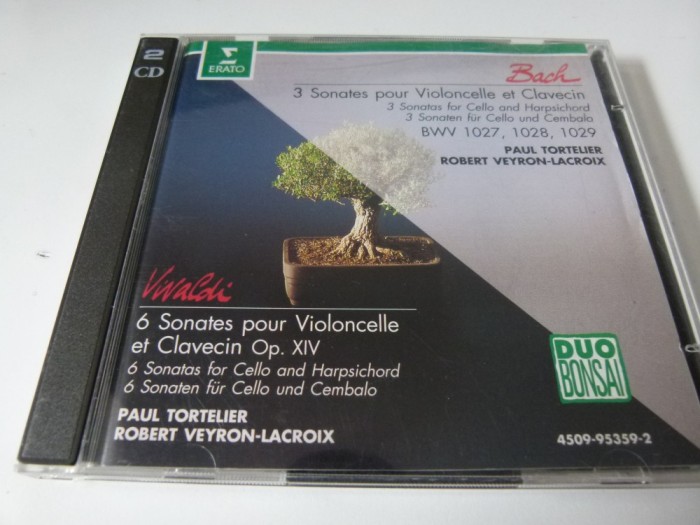 2
CD
ERATO
Bach
3 Sonates pour Violoncelle et Clavecin
3 Sonatas for Cello and Harpsichord
3 Sonaten für Cello und Cembalo
BWV 1027, 1028, 1029
PAUL TORTELIER
ROBERT VEYRON-LACROIX
Vivaldi
6 Sonates pour Violoncelle
et Clavecin Op. XIV
6 Sonatas for Cello and Harpsichord
6 Sonaten für Cello und Cembalo
PAUL TORTELIER
ROBERT VEYRON-LACROIX
DUO
BONSAI
4509-95359-2